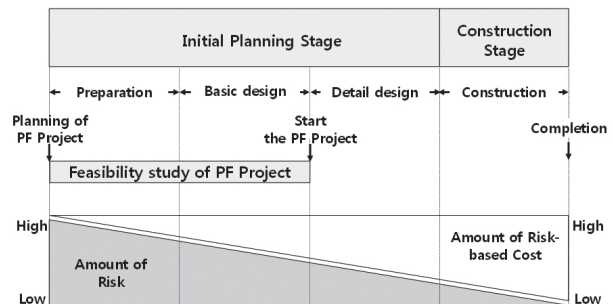 Initial Planning Stage
Construction
Stage
Preparation
Basic design
Detail design
Construction
Planning of
PF Project
Start
the PF Project
Completion
Feasibility study of PF Project
High
High
Amount of Risk-
based Cost
Amount of
Risk
Low
Low